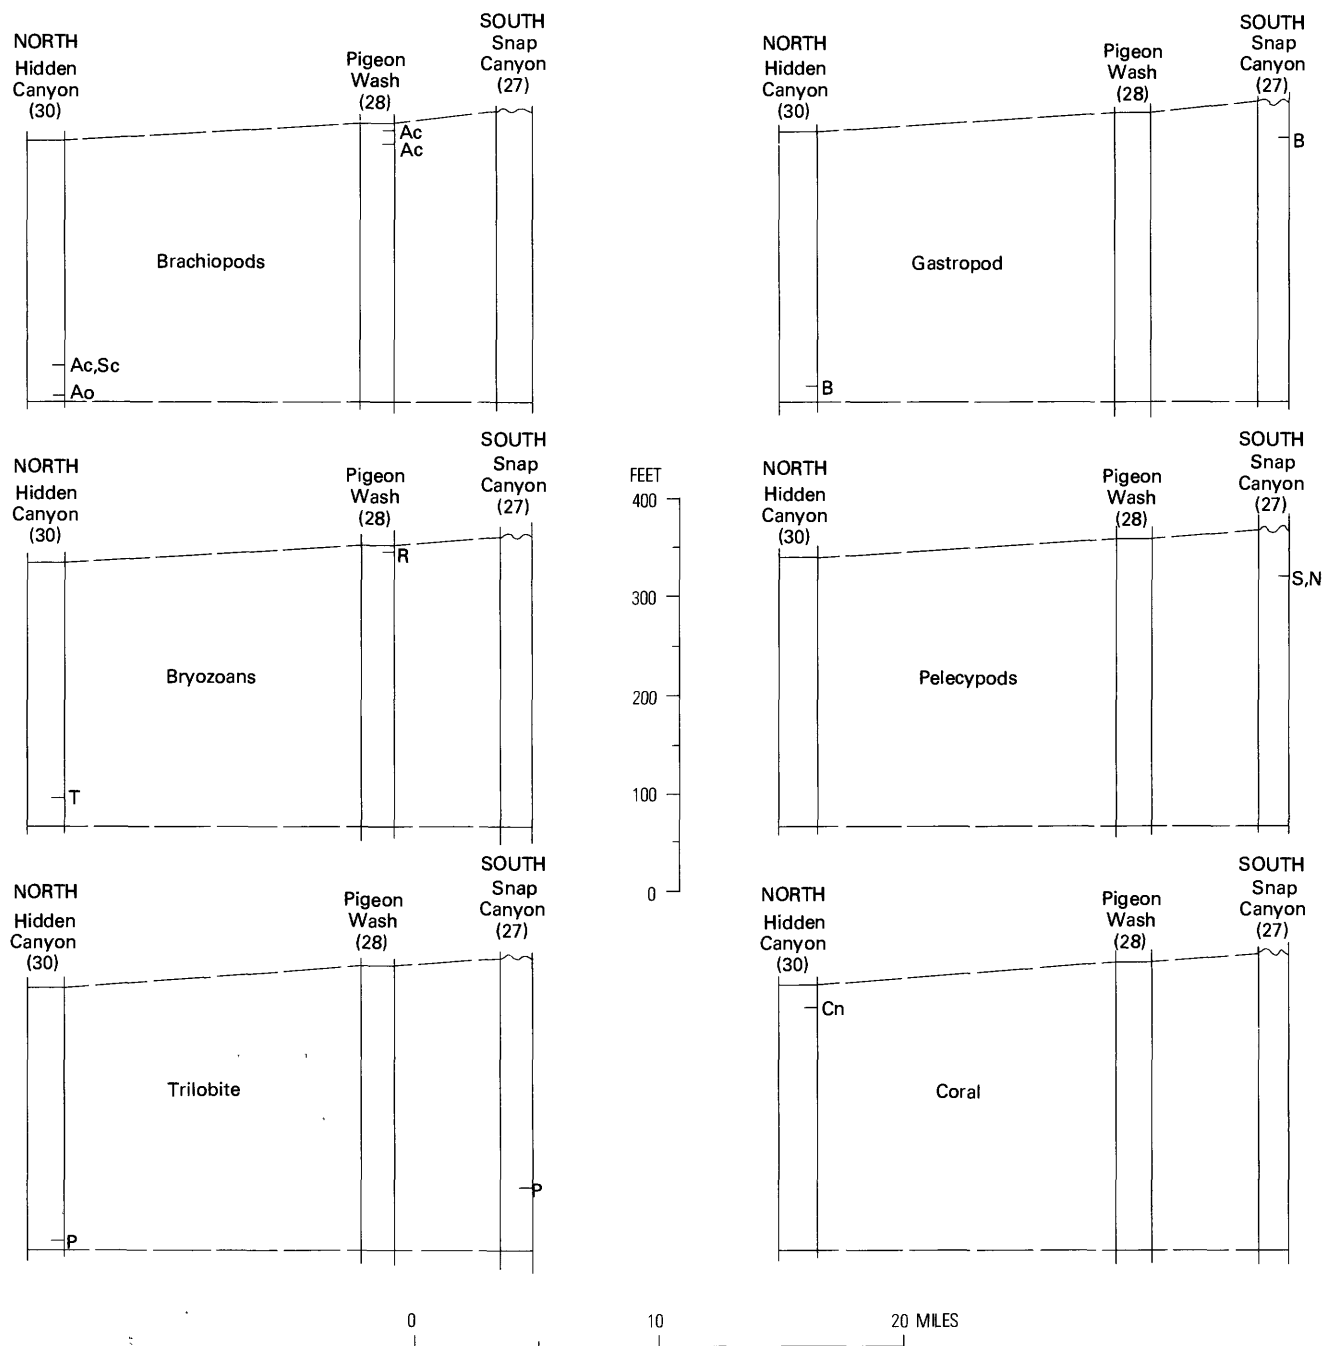 NORTH
Hidden
Canyon
(30)
Pigeon
Wash
(28)
SOUTH
Snap
Canyon
(27)
Ac
Ac
Brachiopods
Ac,Sc
Ao
NORTH
Hidden
Canyon
(30)
Pigeon
Wash
(28)
SOUTH
Snap
Canyon
(27)
B
Gastropod
B
NORTH
Hidden
Canyon
(30)
Pigeon
Wash
(28)
SOUTH
Snap
Canyon
(27)
R
Bryozoans
T
FEET
400
300
200
100
0
NORTH
Hidden
Canyon
(30)
Pigeon
Wash
(28)
SOUTH
Snap
Canyon
(27)
S,N
Pelecypods
NORTH
Hidden
Canyon
(30)
Pigeon
Wash
(28)
SOUTH
Snap
Canyon
(27)
Trilobite
P
P
NORTH
Hidden
Canyon
(30)
Pigeon
Wash
(28)
SOUTH
Snap
Canyon
(27)
Cn
Coral
0 10 20 MILES